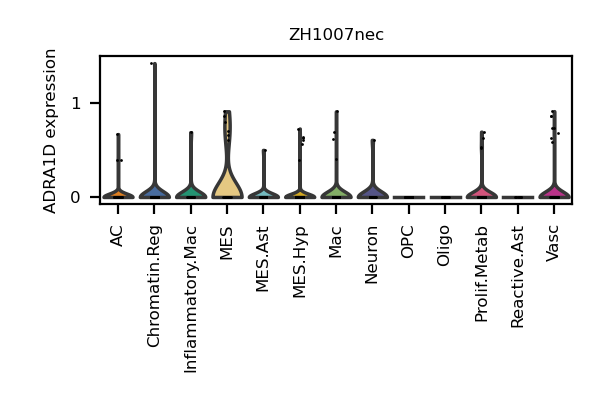 ZH1007nec
ADRA1D expression
1
0
AC
Chromatin.Reg
Inflammatory.Mac
MES
MES.Ast
MES.Hyp
Mac
Neuron
OPC
Oligo
Prolif.Metab
Reactive.Ast
Vasc